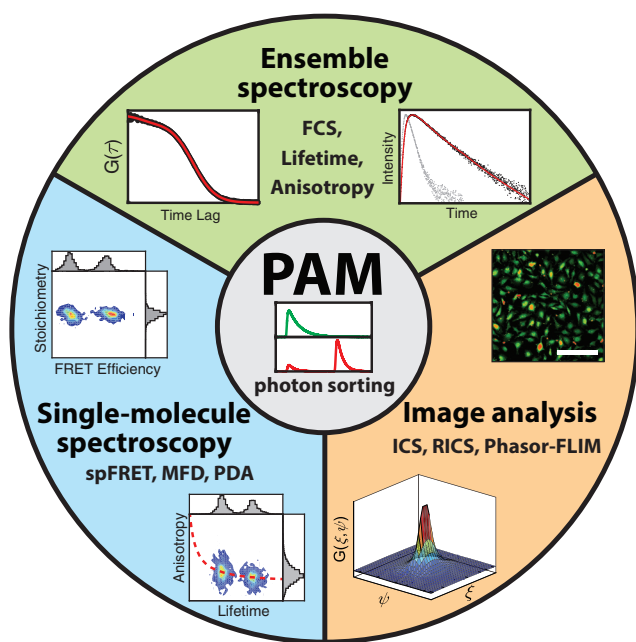 Ensemble
spectroscopy
FCS,
Lifetime,
Anisotropy
G(τ)
Time Lag
Intensity
Time
PAM
photon sorting
Stoichiometry
FRET Efficiency
Single-molecule
spectroscopy
spFRET, MFD, PDA
Anisotropy
Lifetime
Image analysis
ICS, RICS, Phasor-FLIM
G(ξ,ψ)
ψ
ξ